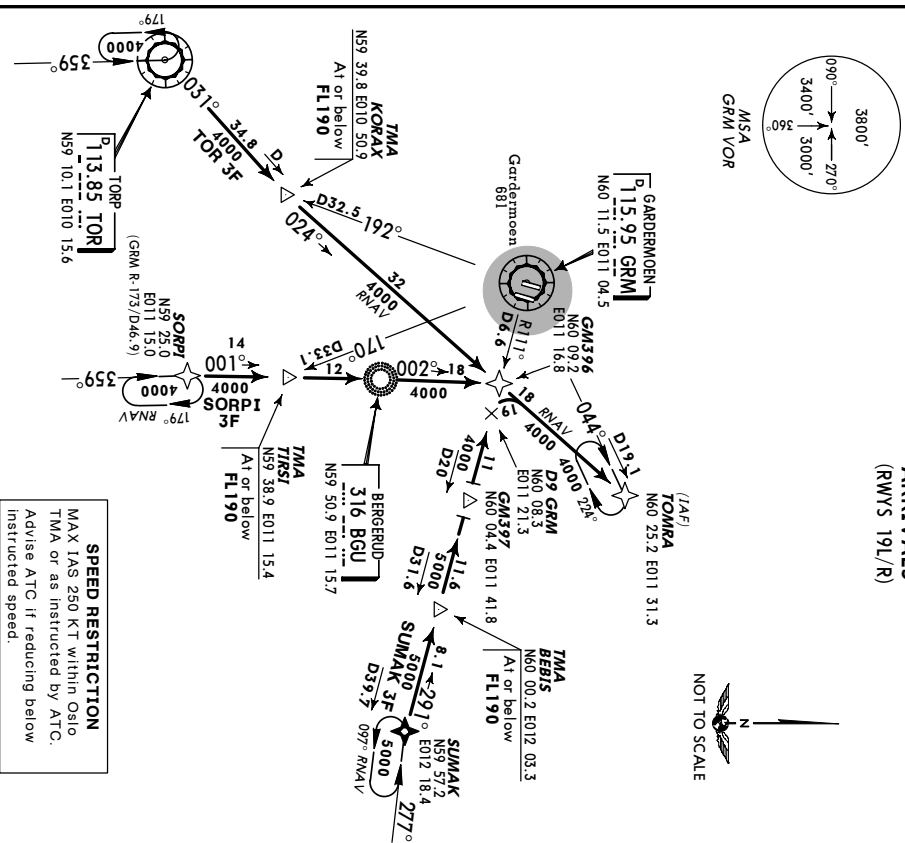 (RWYS 19L/R)
MSA
GRM VOR
3800'
3400'
3000'
090°
270°
360°
NOT TO SCALE
N
D GARDERMOEN
115.95 GRM
N60 11.5 E011 04.5
Gardermoen
681
TORP
D 113.85 TOR
N59 10.1 E010 15.6
179°
4000
359°
031°
34.8
4000
TOR 3F
D
TMA
KORAX
N59 39.8 E010 50.9
At or below
FL190
D32.5
192°
024°
32
4000
RNAV
R111°
D6.6
GM396
N60 09.2
E011 16.8
SORPI
N59 25.0
E011 15.0
(GRM R-173/D46.9)
359°
4000
179° RNAV
14
001°
4000
SORPI
3F
D33.1
170°
TMA
TIRSI
N59 38.9 E011 15.4
At or below
FL190
12
BERGERUD
316 BGU
N59 50.9 E011 15.7
002°
18
4000
19
18
RNAV
4000
044°
D19.1
4000
224°
(IAF)
TOMRA
N60 25.2 E011 31.3
D9 GRM
N60 08.3
E011 21.3
11
4000
D20
GM397
N60 04.4 E011 41.8
11.6
5000
D31.6
TMA
BEBIS
N60 00.2 E012 03.3
At or below
FL190
8.1
291°
5000
SUMAK 3F
D39.7
SUMAK
N59 57.2
E012 18.4
5000
097° RNAV
277°
SPEED RESTRICTION
MAX IAS 250 KT within Oslo
TMA or as instructed by ATC.
Advise ATC if reducing below
instructed speed.